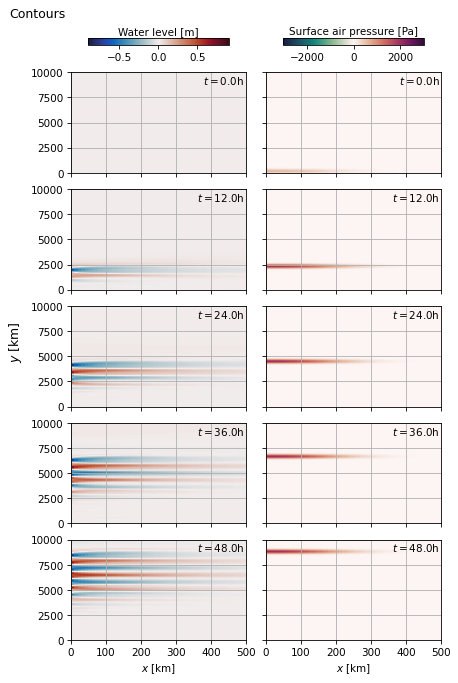 Contours
Water level [m]
Surface air pressure [Pa]
−0.5 0.0 0.5
−2000 0 2000
10000
7500
5000
2500
0
t = 0.0h
t = 0.0h
10000
7500
5000
2500
0
t = 12.0h
t = 12.0h
10000
7500
5000
2500
0
t = 24.0h
t = 24.0h
y [km]
10000
7500
5000
2500
0
t = 36.0h
t = 36.0h
10000
7500
5000
2500
0
t = 48.0h
t = 48.0h
0 100 200 300 400 500
0 100 200 300 400 500
x [km]
x [km]